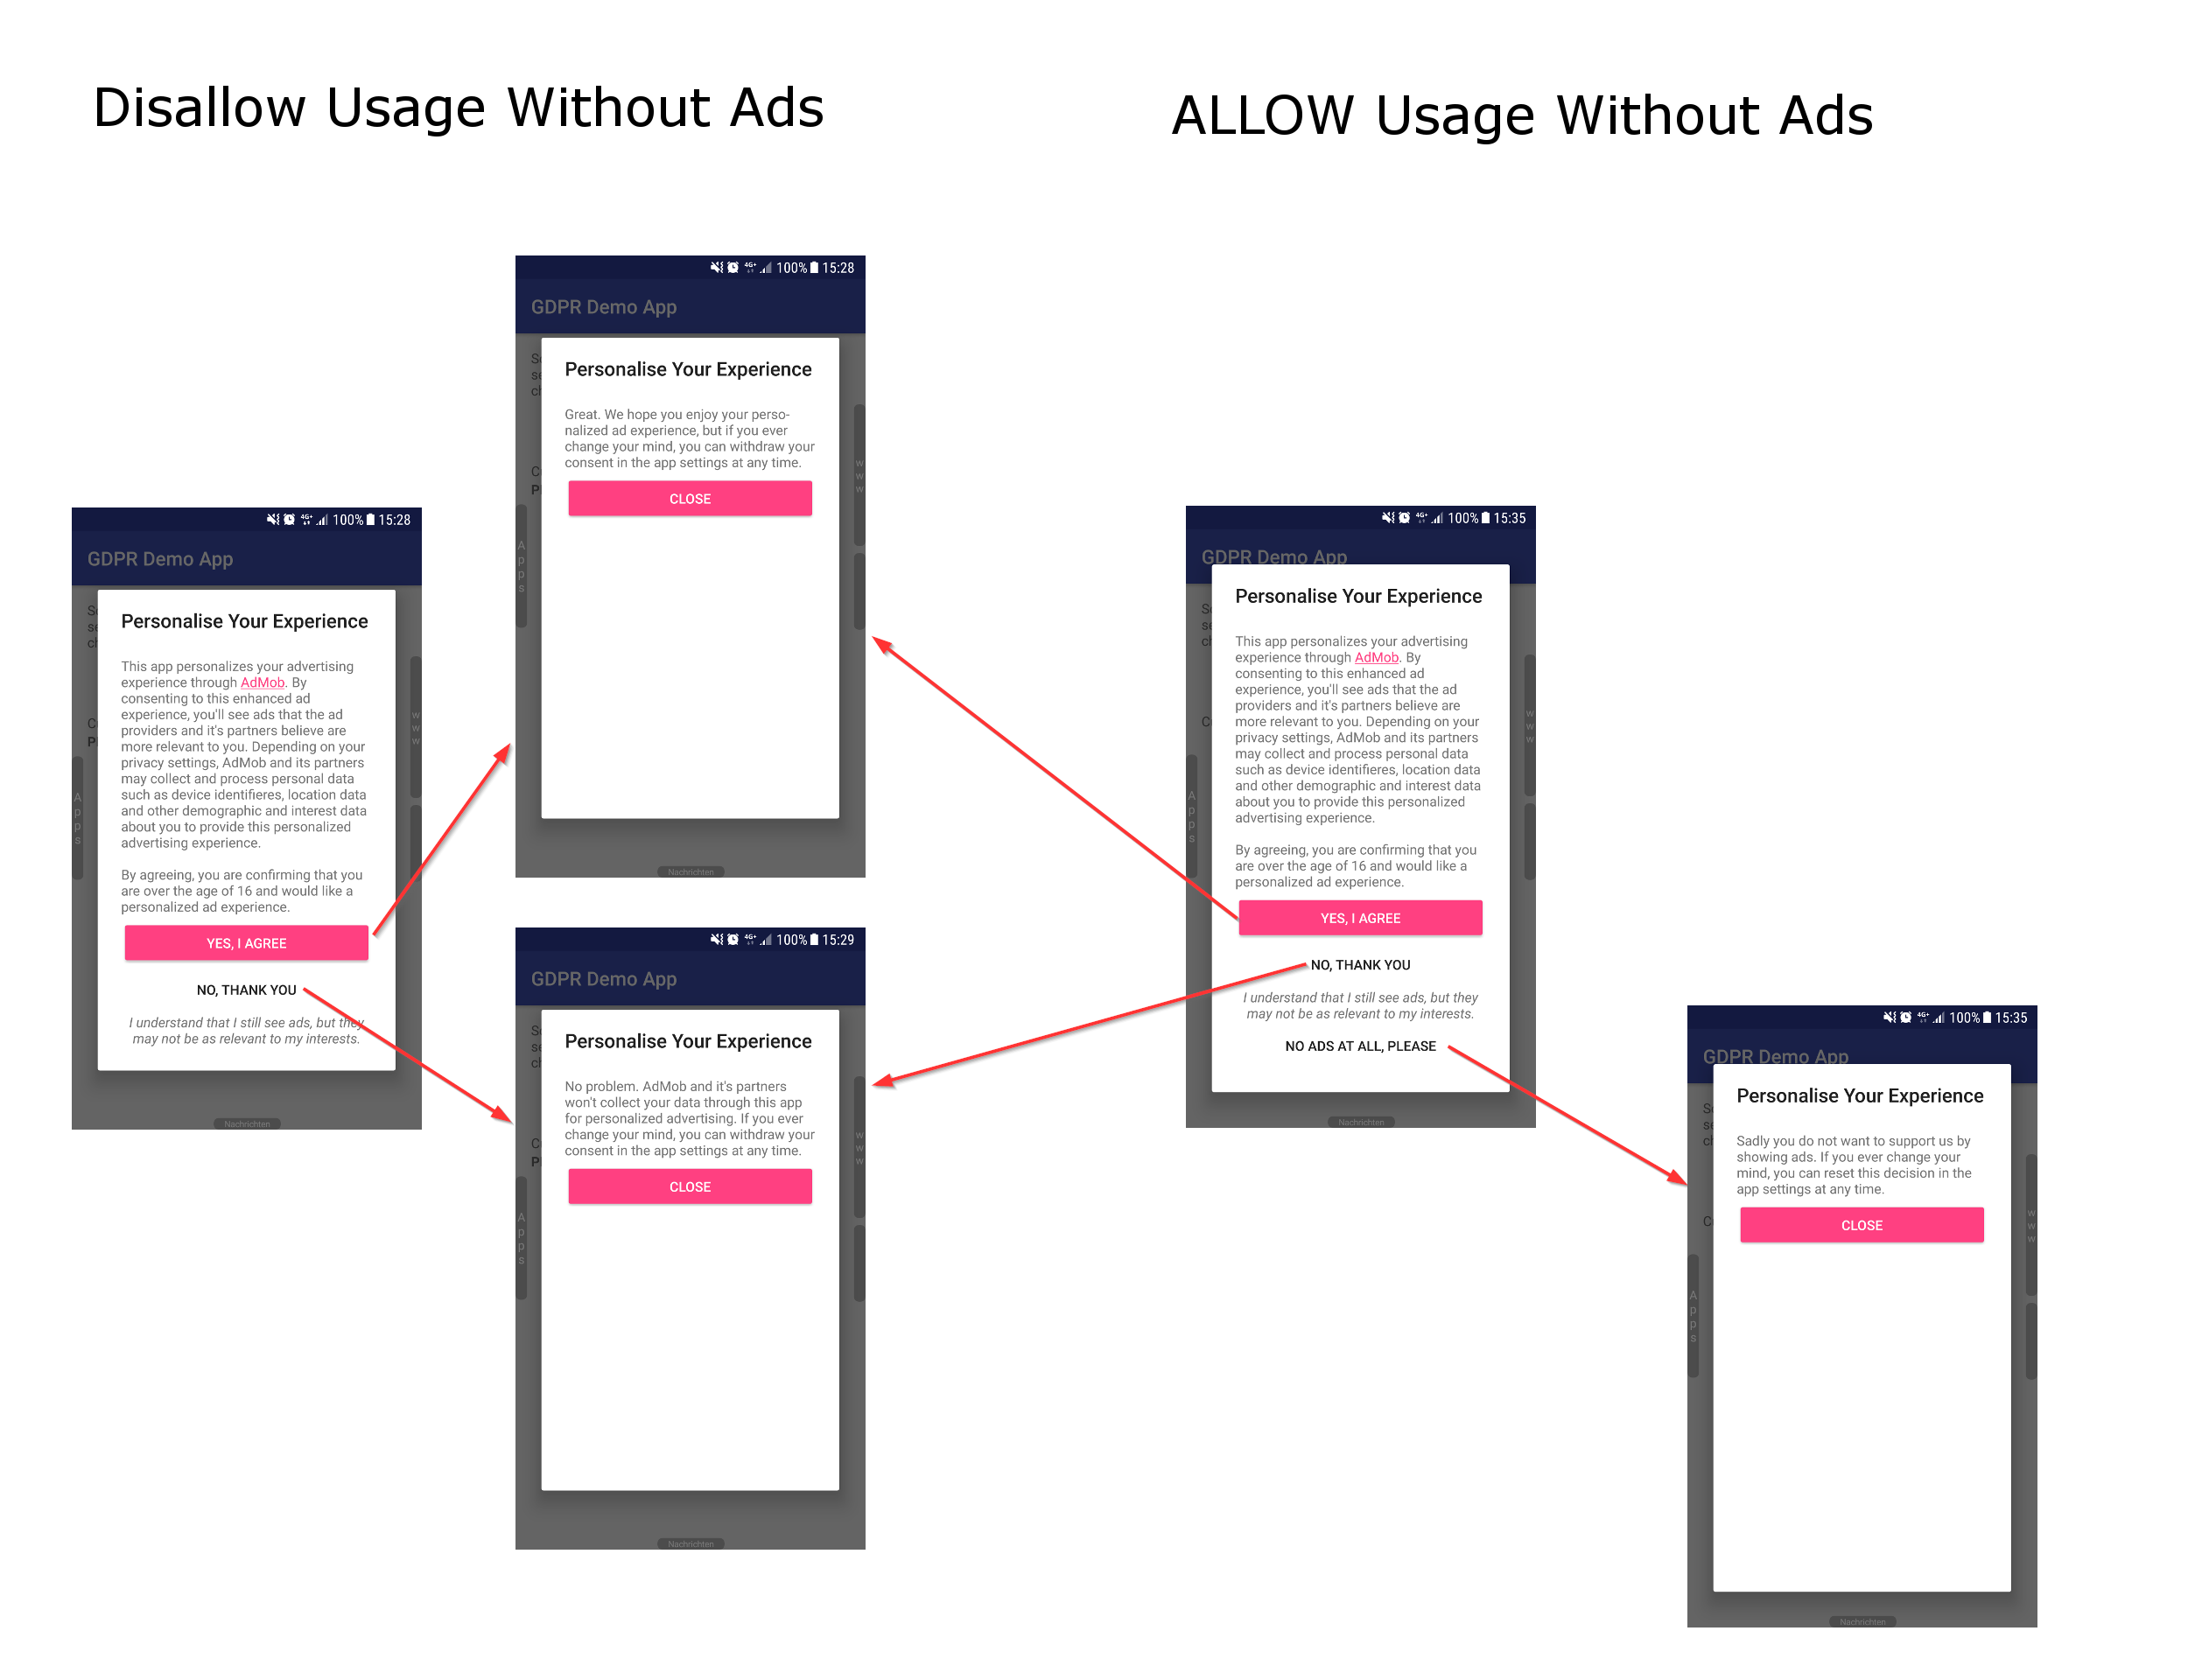 Disallow Usage Without Ads
ALLOW Usage Without Ads
4G+ 100% 15:28
GDPR Demo App
Personalise Your Experience
Great. We hope you enjoy your perso-
nalized ad experience, but if you ever
change your mind, you can withdraw your
consent in the app settings at any time.
CLOSE
Apps
www
Nachrichten
4G+ 100% 15:28
GDPR Demo App
Personalise Your Experience
This app personalizes your advertising
experience through AdMob. By
consenting to this enhanced ad
experience, you'll see ads that the ad
providers and it's partners believe are
more relevant to you. Depending on your
privacy settings, AdMob and its partners
may collect and process personal data
such as device identifieres, location data
and other demographic and interest data
about you to provide this personalized
advertising experience.
By agreeing, you are confirming that you
are over the age of 16 and would like a
personalized ad experience.
YES, I AGREE
NO, THANK YOU
I understand that I still see ads, but they
may not be as relevant to my interests.
Apps
www
Nachrichten
4G+ 100% 15:29
GDPR Demo App
Personalise Your Experience
No problem. AdMob and it's partners
won't collect your data through this app
for personalized advertising. If you ever
change your mind, you can withdraw your
consent in the app settings at any time.
CLOSE
Apps
www
Nachrichten
4G+ 100% 15:35
GDPR Demo App
Personalise Your Experience
This app personalizes your advertising
experience through AdMob. By
consenting to this enhanced ad
experience, you'll see ads that the ad
providers and it's partners believe are
more relevant to you. Depending on your
privacy settings, AdMob and its partners
may collect and process personal data
such as device identifieres, location data
and other demographic and interest data
about you to provide this personalized
advertising experience.
By agreeing, you are confirming that you
are over the age of 16 and would like a
personalized ad experience.
YES, I AGREE
NO, THANK YOU
I understand that I still see ads, but they
may not be as relevant to my interests.
NO ADS AT ALL, PLEASE
Apps
www
Nachrichten
4G+ 100% 15:35
GDPR Demo App
Personalise Your Experience
Sadly you do not want to support us by
showing ads. If you ever change your
mind, you can reset this decision in the
app settings at any time.
CLOSE
Apps
www
Nachrichten